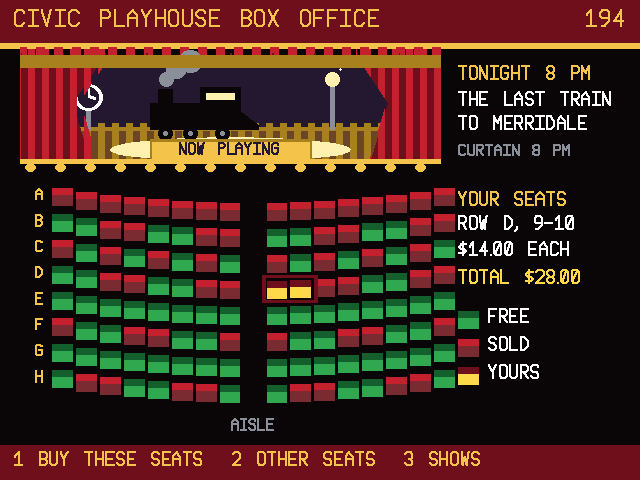 CIVIC PLAYHOUSE BOX OFFICE 194
NOW PLAYING
TONIGHT 8 PM
THE LAST TRAIN
TO MERRIDALE
CURTAIN 8 PM
A
B
C
D
E
F
G
H
AISLE
YOUR SEATS
ROW D, 9-10
$14.00 EACH
TOTAL $28.00
FREE
SOLD
YOURS
1 BUY THESE SEATS 2 OTHER SEATS 3 SHOWS